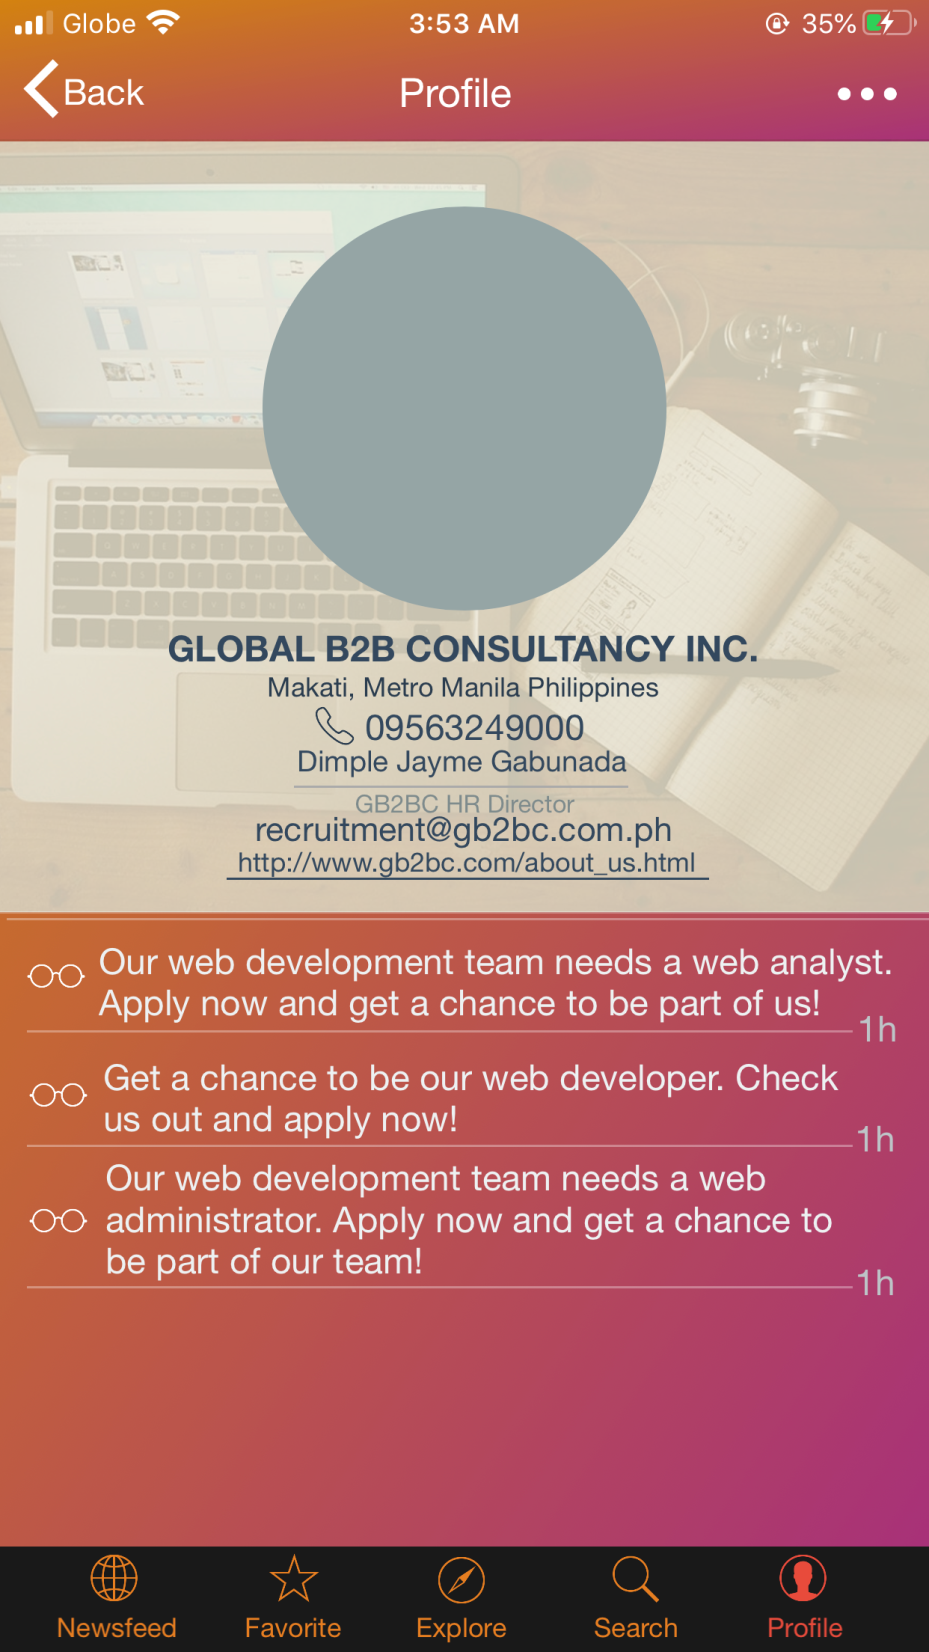 Globe 3:53 AM 35%
Back Profile
GLOBAL B2B CONSULTANCY INC.
Makati, Metro Manila Philippines
09563249000
Dimple Jayme Gabunada
GB2BC HR Director
recruitment@gb2bc.com.ph
http://www.gb2bc.com/about_us.html
Our web development team needs a web analyst.
Apply now and get a chance to be part of us!
1h
Get a chance to be our web developer. Check
us out and apply now!
1h
Our web development team needs a web
administrator. Apply now and get a chance to
be part of our team!
1h
Newsfeed Favorite Explore Search Profile